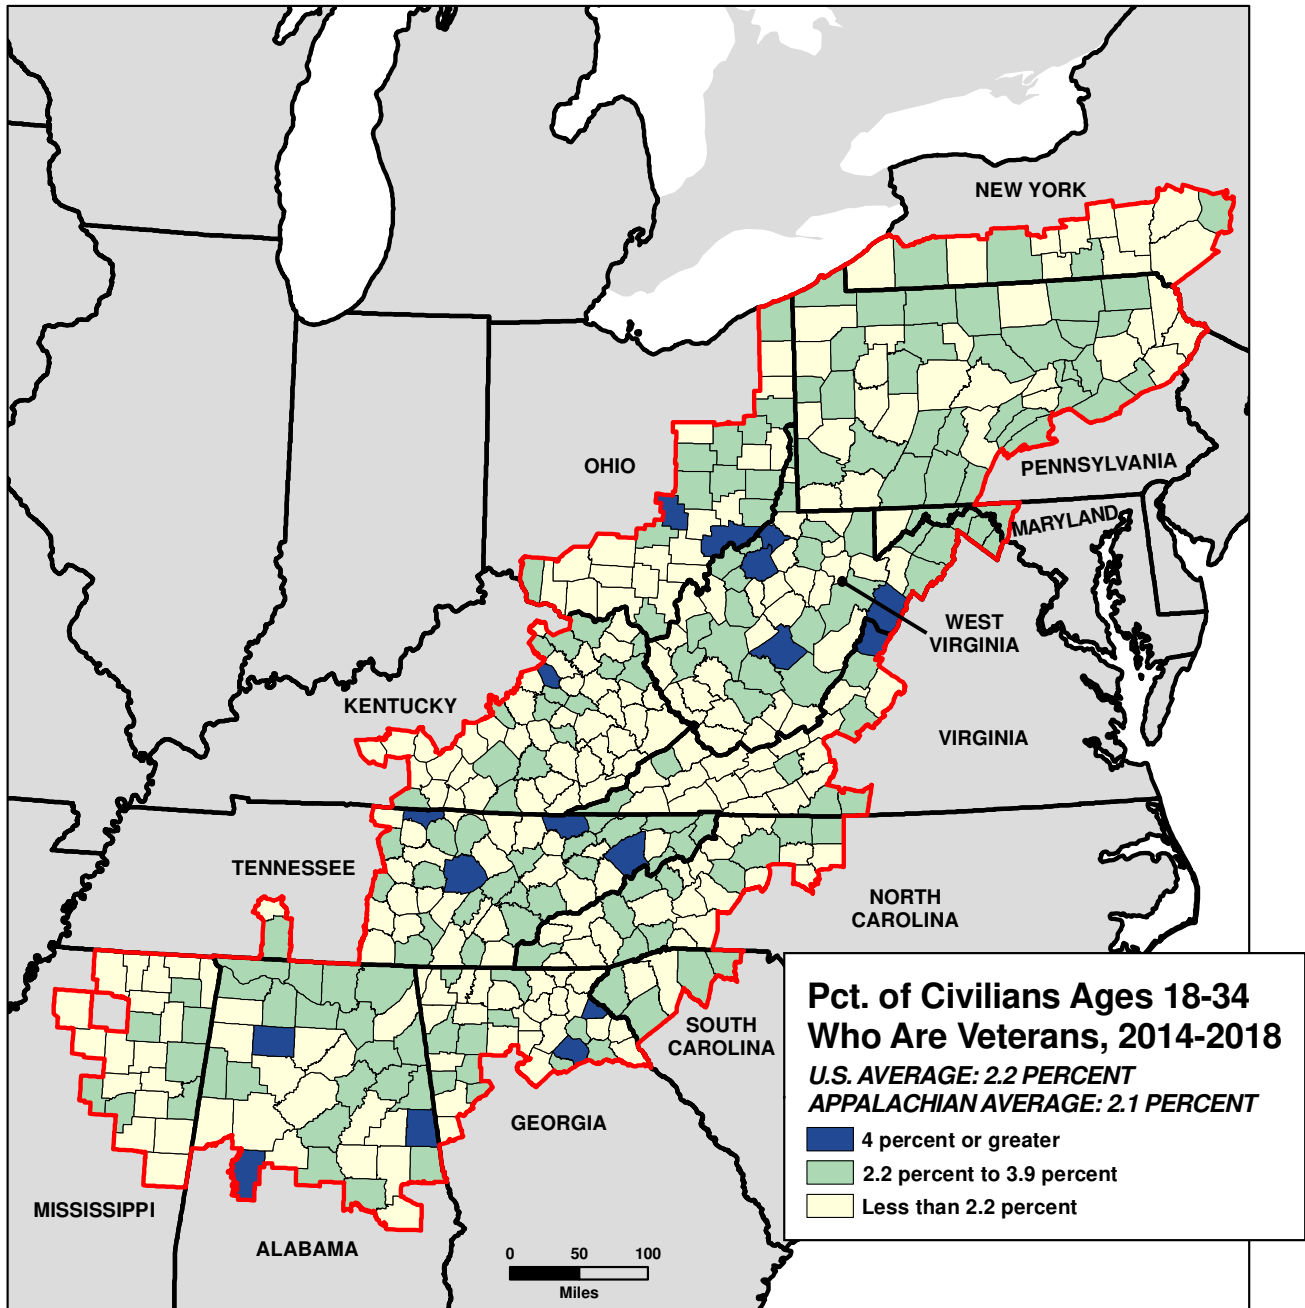 NEW YORK
OHIO
PENNSYLVANIA
MARYLAND
WEST
VIRGINIA
KENTUCKY
VIRGINIA
TENNESSEE
NORTH
CAROLINA
SOUTH
CAROLINA
GEORGIA
MISSISSIPPI
ALABAMA
Pct. of Civilians Ages 18-34
Who Are Veterans, 2014-2018
U.S. AVERAGE: 2.2 PERCENT
APPALACHIAN AVERAGE: 2.1 PERCENT
4 percent or greater
2.2 percent to 3.9 percent
Less than 2.2 percent
0 50 100
Miles